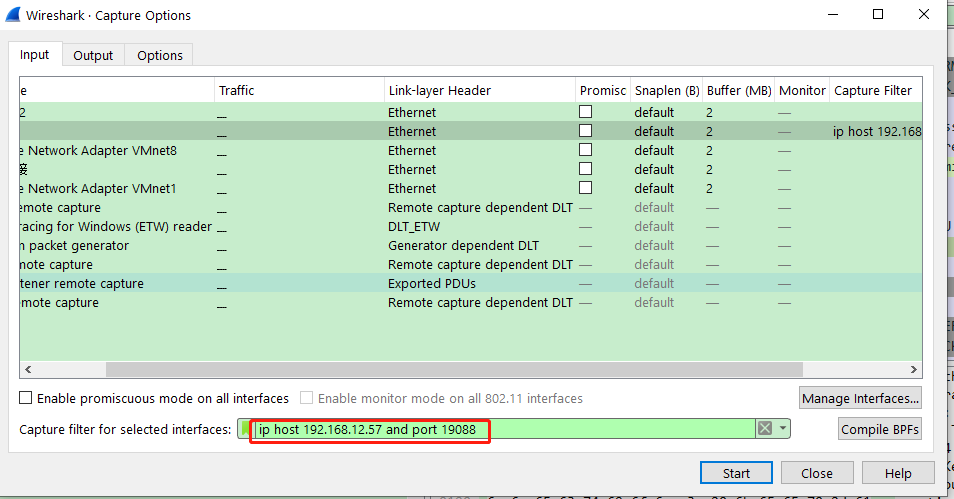 Wireshark · Capture Options
Input Output Options
e Traffic Link-layer Header Promisc Snaplen (B) Buffer (MB) Monitor Capture Filter
2 _ Ethernet default 2 —
_ Ethernet default 2 — ip host 192.168
e Network Adapter VMnet8 _ Ethernet default 2 —
接 _ Ethernet default 2 —
e Network Adapter VMnet1 _ Ethernet default 2 —
emote capture _ Remote capture dependent DLT — default — —
racing for Windows (ETW) reader _ DLT_ETW — default — —
n packet generator _ Generator dependent DLT — default — —
mote capture _ Remote capture dependent DLT — default — —
tener remote capture _ Exported PDUs — default — —
mote capture _ Remote capture dependent DLT — default — —
Enable promiscuous mode on all interfaces Enable monitor mode on all 802.11 interfaces Manage Interfaces...
Capture filter for selected interfaces: ip host 192.168.12.57 and port 19088 Compile BPFs
Start Close Help